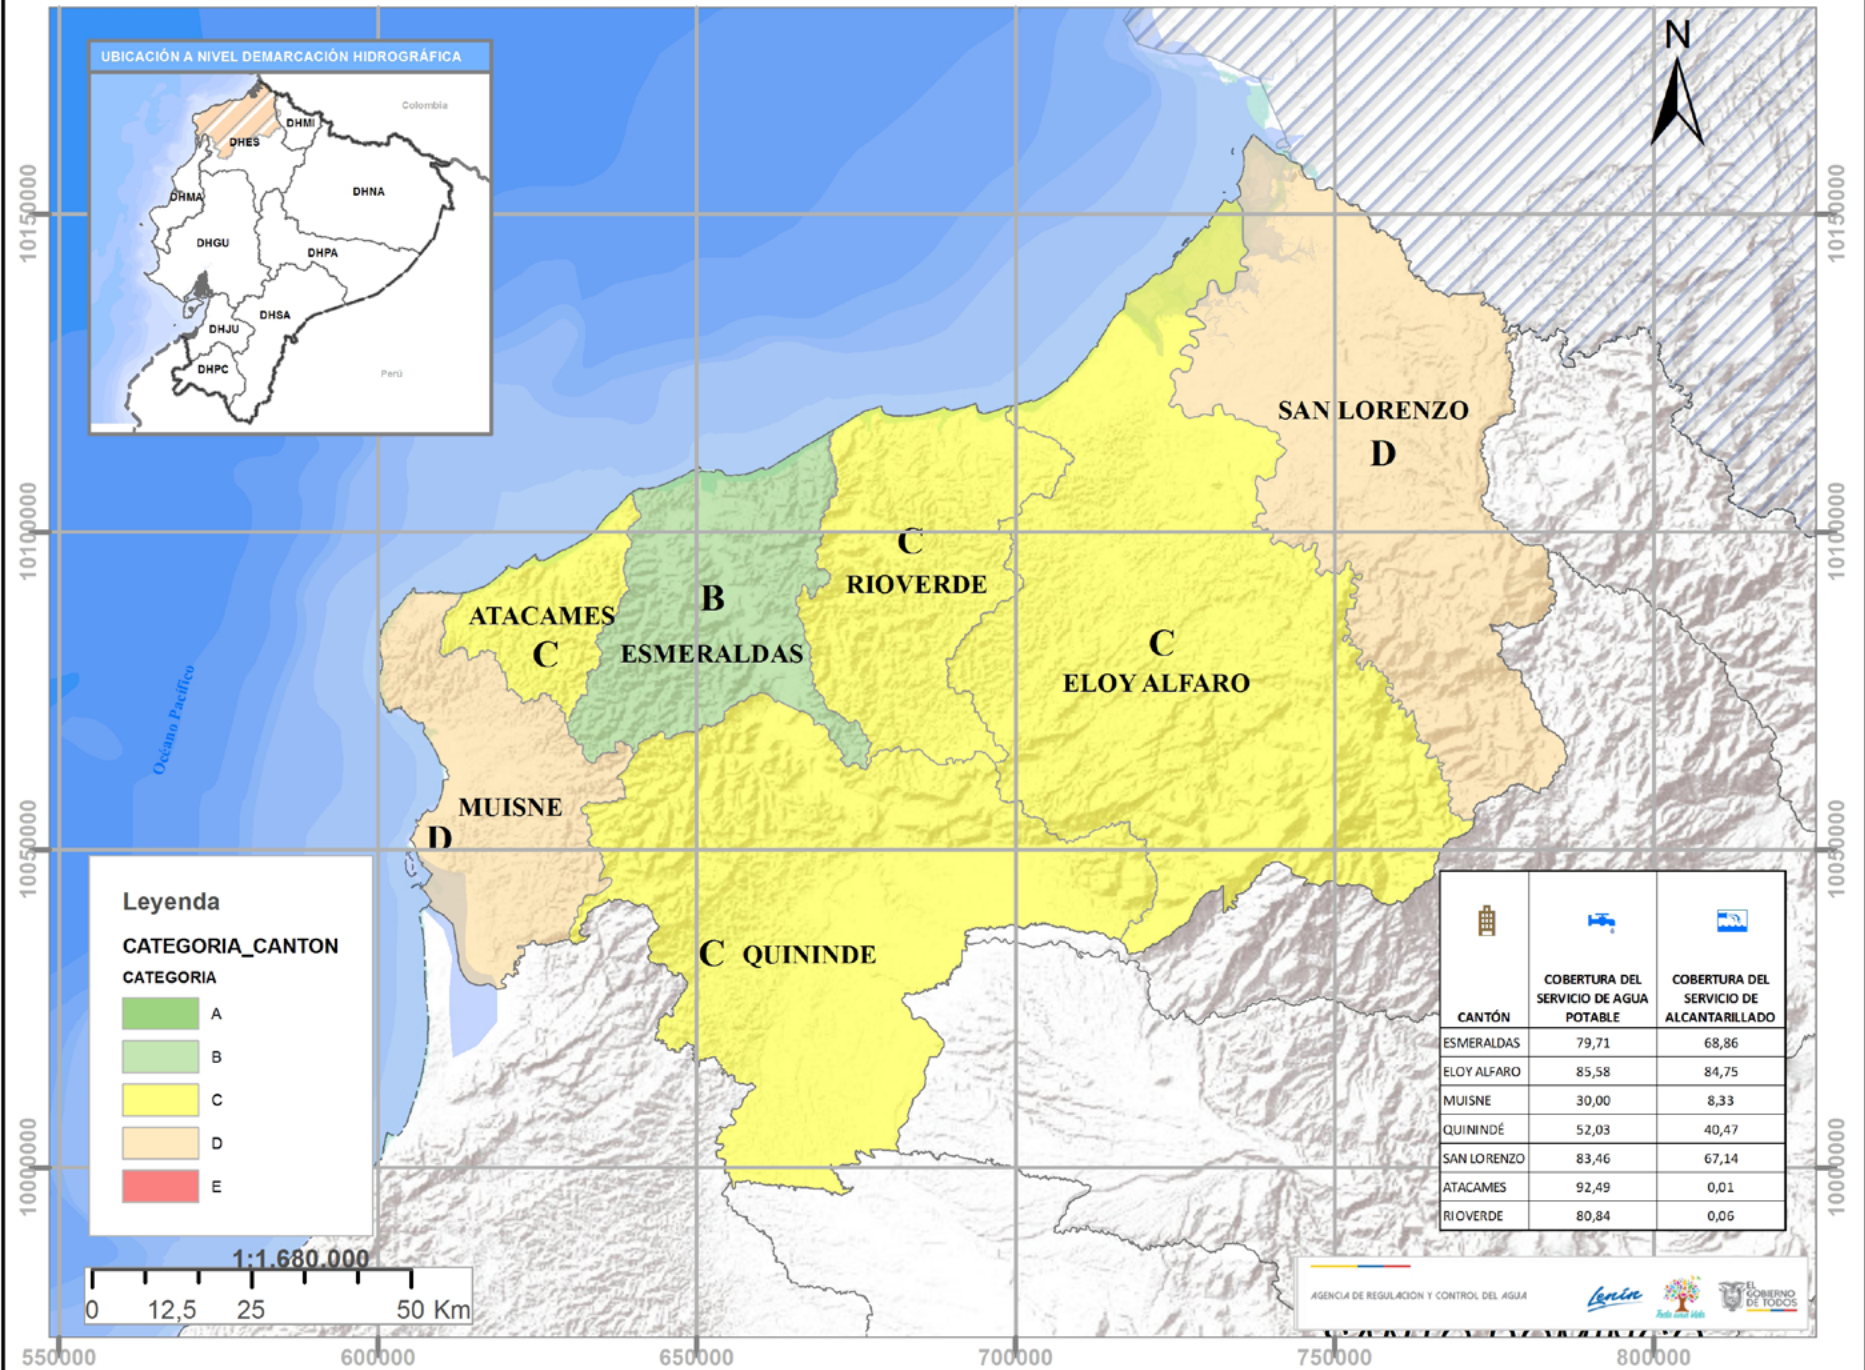 UBICACIÓN A NIVEL DEMARCACIÓN HIDROGRÁFICA
Colombia
DHMI
DHES
DHNA
DHMA
DHGU
DHPA
DHSA
DHJU
DHPC
Perú
N
10150000
10150000
SAN LORENZO
D
10100000
10100000
C
RIOVERDE
B
ATACAMES
C
ESMERALDAS
C
ELOY ALFARO
Océano Pacífico
MUISNE
D
10050000
10050000
C QUININDE
Leyenda
CATEGORIA_CANTON
CATEGORIA
A
B
C
D
E
CANTÓN | COBERTURA DEL SERVICIO DE AGUA POTABLE | COBERTURA DEL SERVICIO DE ALCANTARILLADO
ESMERALDAS 79,71 68,86
ELOY ALFARO 85,58 84,75
MUISNE 30,00 8,33
QUININDÉ 52,03 40,47
SAN LORENZO 83,46 67,14
ATACAMES 92,49 0,01
RIOVERDE 80,84 0,06
10000000
10000000
1:1.680.000
0 12,5 25 50 Km
AGENCIA DE REGULACIÓN Y CONTROL DEL AGUA
Lenín
Toda una Vida
EL GOBIERNO DE TODOS
550000 600000 650000 700000 750000 800000